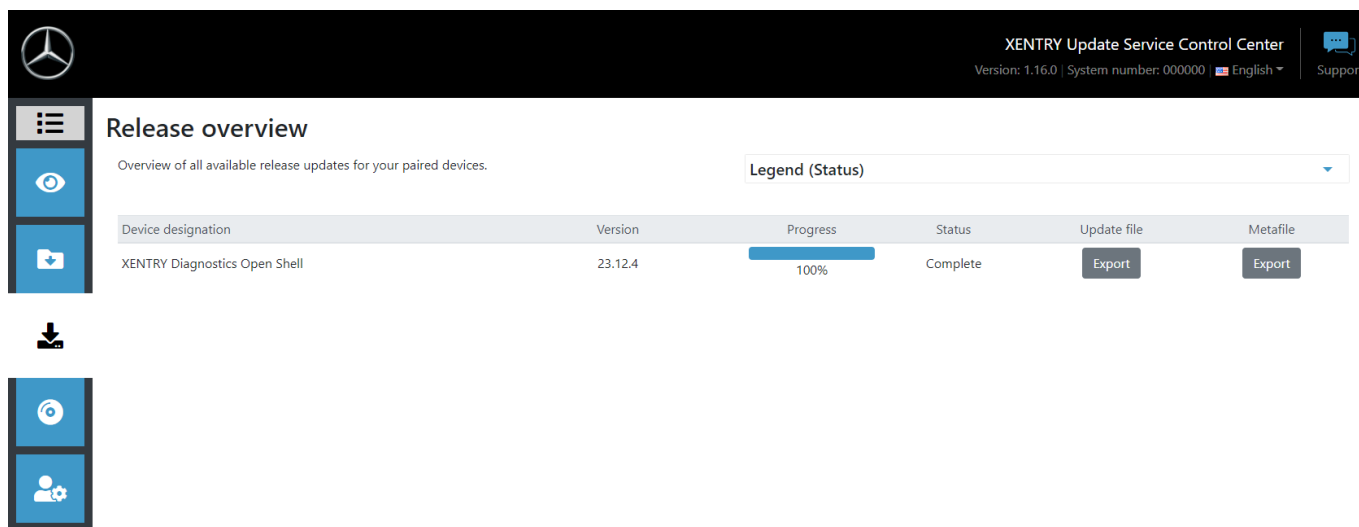 XENTRY Update Service Control Center
Version: 1.16.0 | System number: 000000 | English
Suppor
Release overview
Overview of all available release updates for your paired devices.
Legend (Status)
Device designation Version Progress Status Update file Metafile
XENTRY Diagnostics Open Shell 23.12.4 100% Complete Export Export